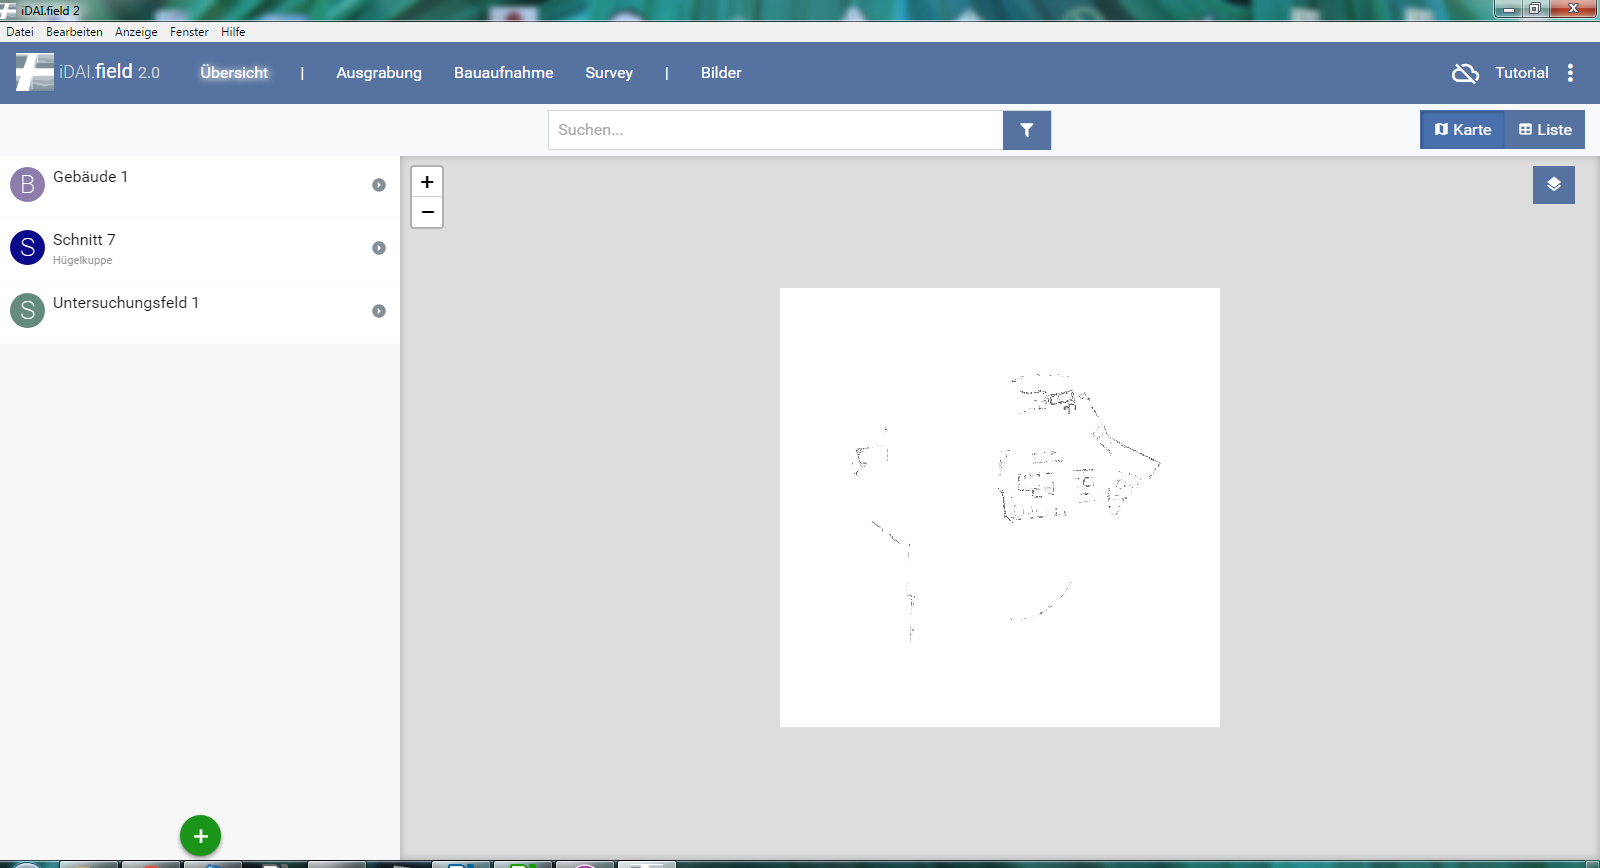 iDAI.field 2
Datei Bearbeiten Anzeige Fenster Hilfe
iDAI.field 2.0 Übersicht | Ausgrabung Bauaufnahme Survey | Bilder Tutorial
Suchen... Karte Liste
B Gebäude 1
S Schnitt 7
Hügelkuppe
S Untersuchungsfeld 1
+
−
+